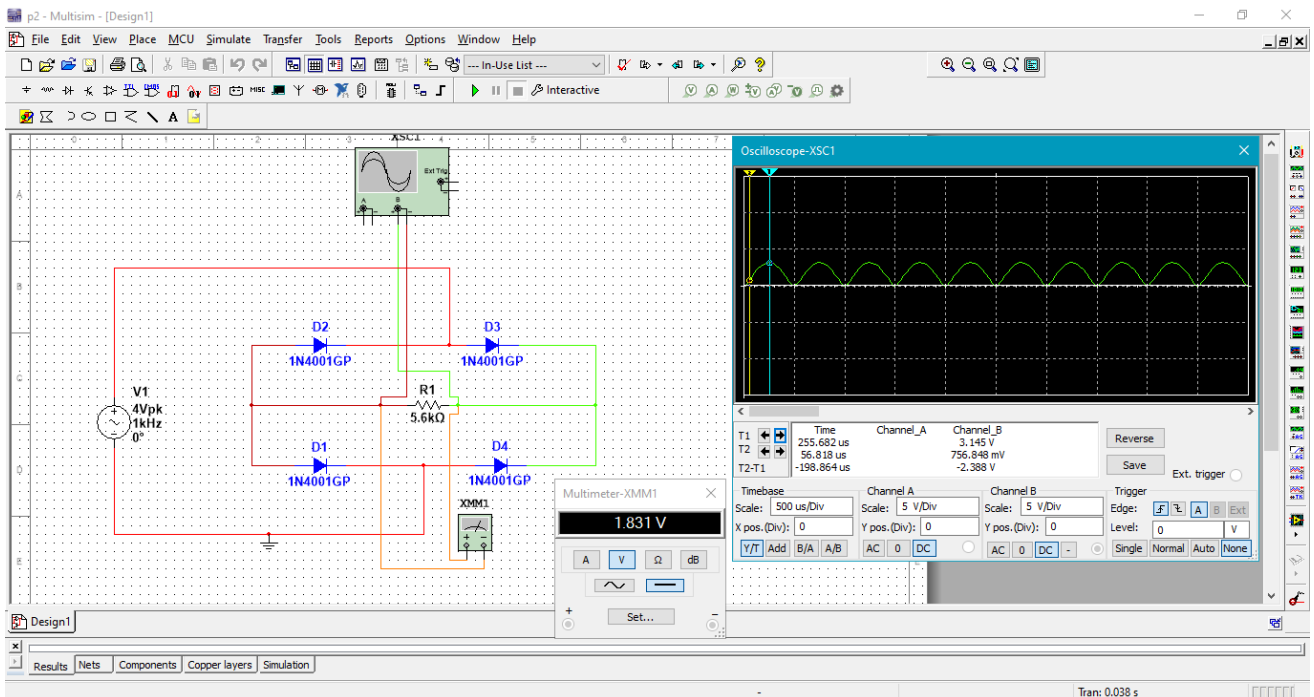 p2 - Multisim - [Design1]
File Edit View Place MCU Simulate Transfer Tools Reports Options Window Help
--- In-Use List ---
MISC
Interactive
XSC1
Ext Trig
A B
D2
1N4001GP
D3
1N4001GP
V1
4Vpk
1kHz
0°
R1
5.6kΩ
D1
1N4001GP
D4
1N4001GP
XMM1
Oscilloscope-XSC1
T1
T2
T2-T1
Time Channel_A Channel_B
255.682 us 3.145 V
56.818 us 756.848 mV
-198.864 us -2.388 V
Reverse
Save
Ext. trigger
Timebase
Scale: 500 us/Div
X pos.(Div): 0
Y/T Add B/A A/B
Channel A
Scale: 5 V/Div
Y pos.(Div): 0
AC 0 DC
Channel B
Scale: 5 V/Div
Y pos.(Div): 0
AC 0 DC -
Trigger
Edge: A B Ext
Level: 0 V
Single Normal Auto None
Multimeter-XMM1
1.831 V
A V Ω dB
+ Set... -
Design1
Results Nets Components Copper layers Simulation
- Tran: 0.038 s